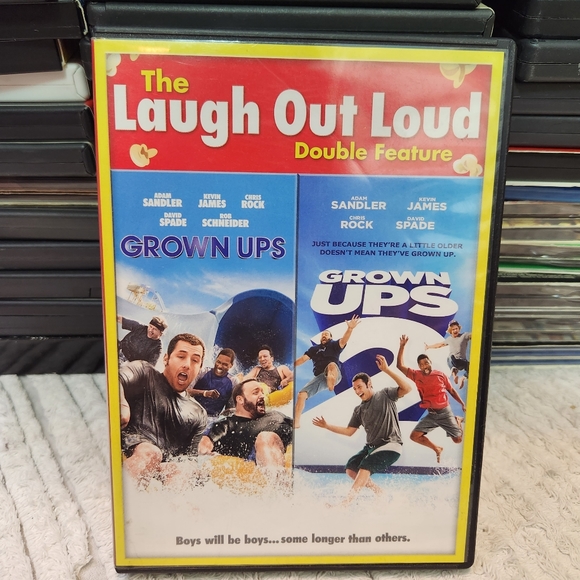 The
Laugh Out Loud
Double Feature
ADAM SANDLER KEVIN JAMES CHRIS ROCK
DAVID SPADE ROB SCHNEIDER
GROWN UPS
ADAM SANDLER KEVIN JAMES
CHRIS ROCK DAVID SPADE
JUST BECAUSE THEY'RE A LITTLE OLDER
DOESN'T MEAN THEY'VE GROWN UP.
GROWN
UPS
2
Boys will be boys...some longer than others.